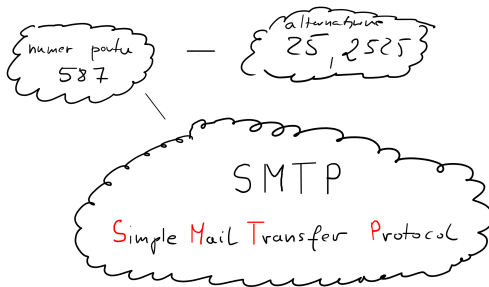 numer portu
587
alternatywne
25, 2525
SMTP
Simple Mail Transfer Protocol